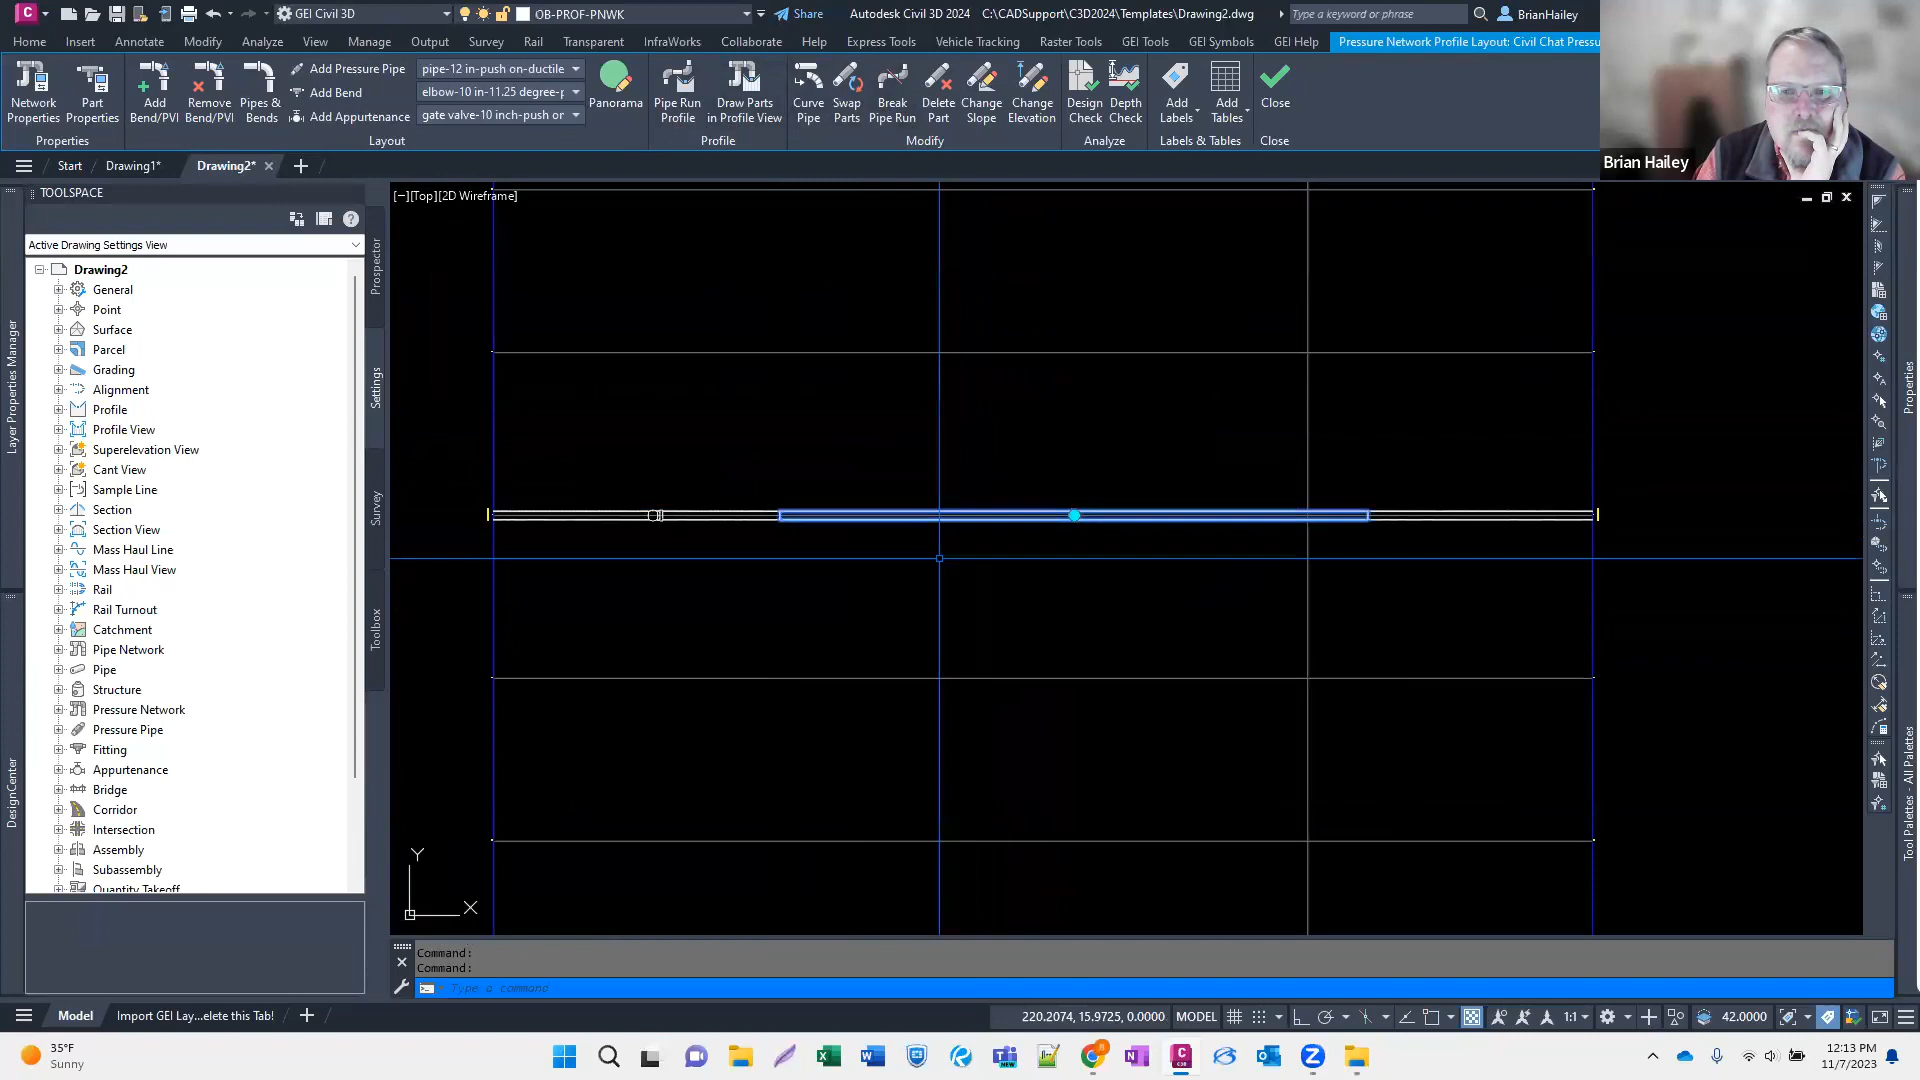 GEI Civil 3D
OB-PROF-PNWK
Share
Autodesk Civil 3D 2024
C:\CADSupport\C3D2024\Templates\Drawing2.dwg
Type a keyword or phrase
BrianHailey
Home Insert Annotate Modify Analyze View Manage Output Survey Rail Transparent InfraWorks Collaborate Help Express Tools Vehicle Tracking Raster Tools GEI Tools GEI Symbols GEI Help Pressure Network Profile Layout: Civil Chat Pressu
Network Properties
Part Properties
Properties
Add Bend/PVI
Remove Bend/PVI
Pipes & Bends
Add Pressure Pipe
Add Bend
Add Appurtenance
pipe-12 in-push on-ductile
elbow-10 in-11.25 degree-p
gate valve-10 inch-push or
Layout
Panorama
Pipe Run Profile
Draw Parts in Profile View
Profile
Curve Pipe
Swap Parts
Break Pipe Run
Delete Part
Change Slope
Change Elevation
Modify
Design Check
Depth Check
Analyze
Add Labels
Add Tables
Labels & Tables
Close
Close
Brian Hailey
Start
Drawing1*
Drawing2*
TOOLSPACE
Active Drawing Settings View
Drawing2
General
Point
Surface
Parcel
Grading
Alignment
Profile
Profile View
Superelevation View
Cant View
Sample Line
Section
Section View
Mass Haul Line
Mass Haul View
Rail
Rail Turnout
Catchment
Pipe Network
Pipe
Structure
Pressure Network
Pressure Pipe
Fitting
Appurtenance
Bridge
Corridor
Intersection
Assembly
Subassembly
Quantity Takeoff
Prospector
Settings
Survey
Toolbox
Layer Properties Manager
DesignCenter
[−][Top][2D Wireframe]
Y
X
Properties
Tool Palettes - All Palettes
Command:
Command:
Type a command
Model
Import GEI Lay...elete this Tab!
220.2074, 15.9725, 0.0000
MODEL
1:1
42.0000
35°F
Sunny
12:13 PM
11/7/2023